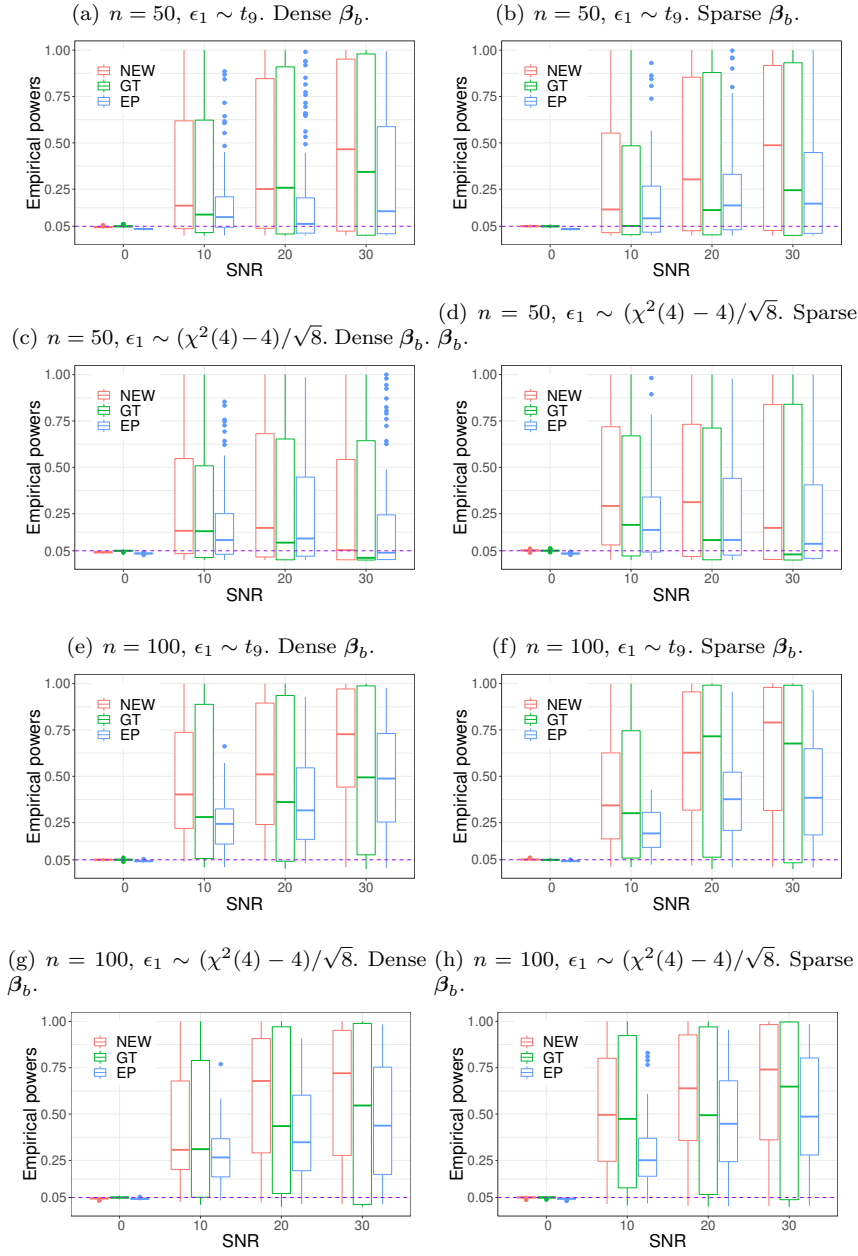 (a) n = 50, ϵ₁ ∼ t₉. Dense β_b.
(b) n = 50, ϵ₁ ∼ t₉. Sparse β_b.
Empirical powers
1.00
0.75
0.50
0.25
0.05
NEW
GT
EP
0 10 20 30
SNR
Empirical powers
1.00
0.75
0.50
0.25
0.05
NEW
GT
EP
0 10 20 30
SNR
(c) n = 50, ϵ₁ ∼ (χ²(4)−4)/√8. Dense β_b.
(d) n = 50, ϵ₁ ∼ (χ²(4) − 4)/√8. Sparse
β_b.
Empirical powers
1.00
0.75
0.50
0.25
0.05
NEW
GT
EP
0 10 20 30
SNR
Empirical powers
1.00
0.75
0.50
0.25
0.05
NEW
GT
EP
0 10 20 30
SNR
(e) n = 100, ϵ₁ ∼ t₉. Dense β_b.
(f) n = 100, ϵ₁ ∼ t₉. Sparse β_b.
Empirical powers
1.00
0.75
0.50
0.25
0.05
NEW
GT
EP
0 10 20 30
SNR
Empirical powers
1.00
0.75
0.50
0.25
0.05
NEW
GT
EP
0 10 20 30
SNR
(g) n = 100, ϵ₁ ∼ (χ²(4) − 4)/√8. Dense
β_b.
(h) n = 100, ϵ₁ ∼ (χ²(4) − 4)/√8. Sparse
β_b.
Empirical powers
1.00
0.75
0.50
0.25
0.05
NEW
GT
EP
0 10 20 30
SNR
Empirical powers
1.00
0.75
0.50
0.25
0.05
NEW
GT
EP
0 10 20 30
SNR